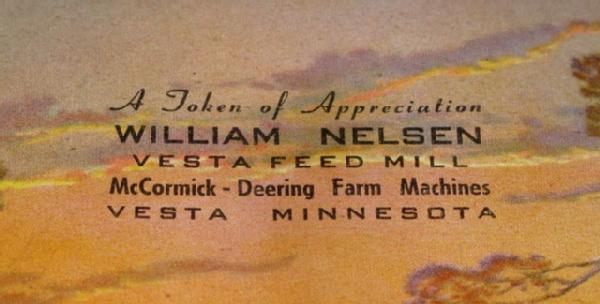 A Token of Appreciation
WILLIAM NELSEN
VESTA FEED MILL
McCormick - Deering Farm Machines
VESTA MINNESOTA